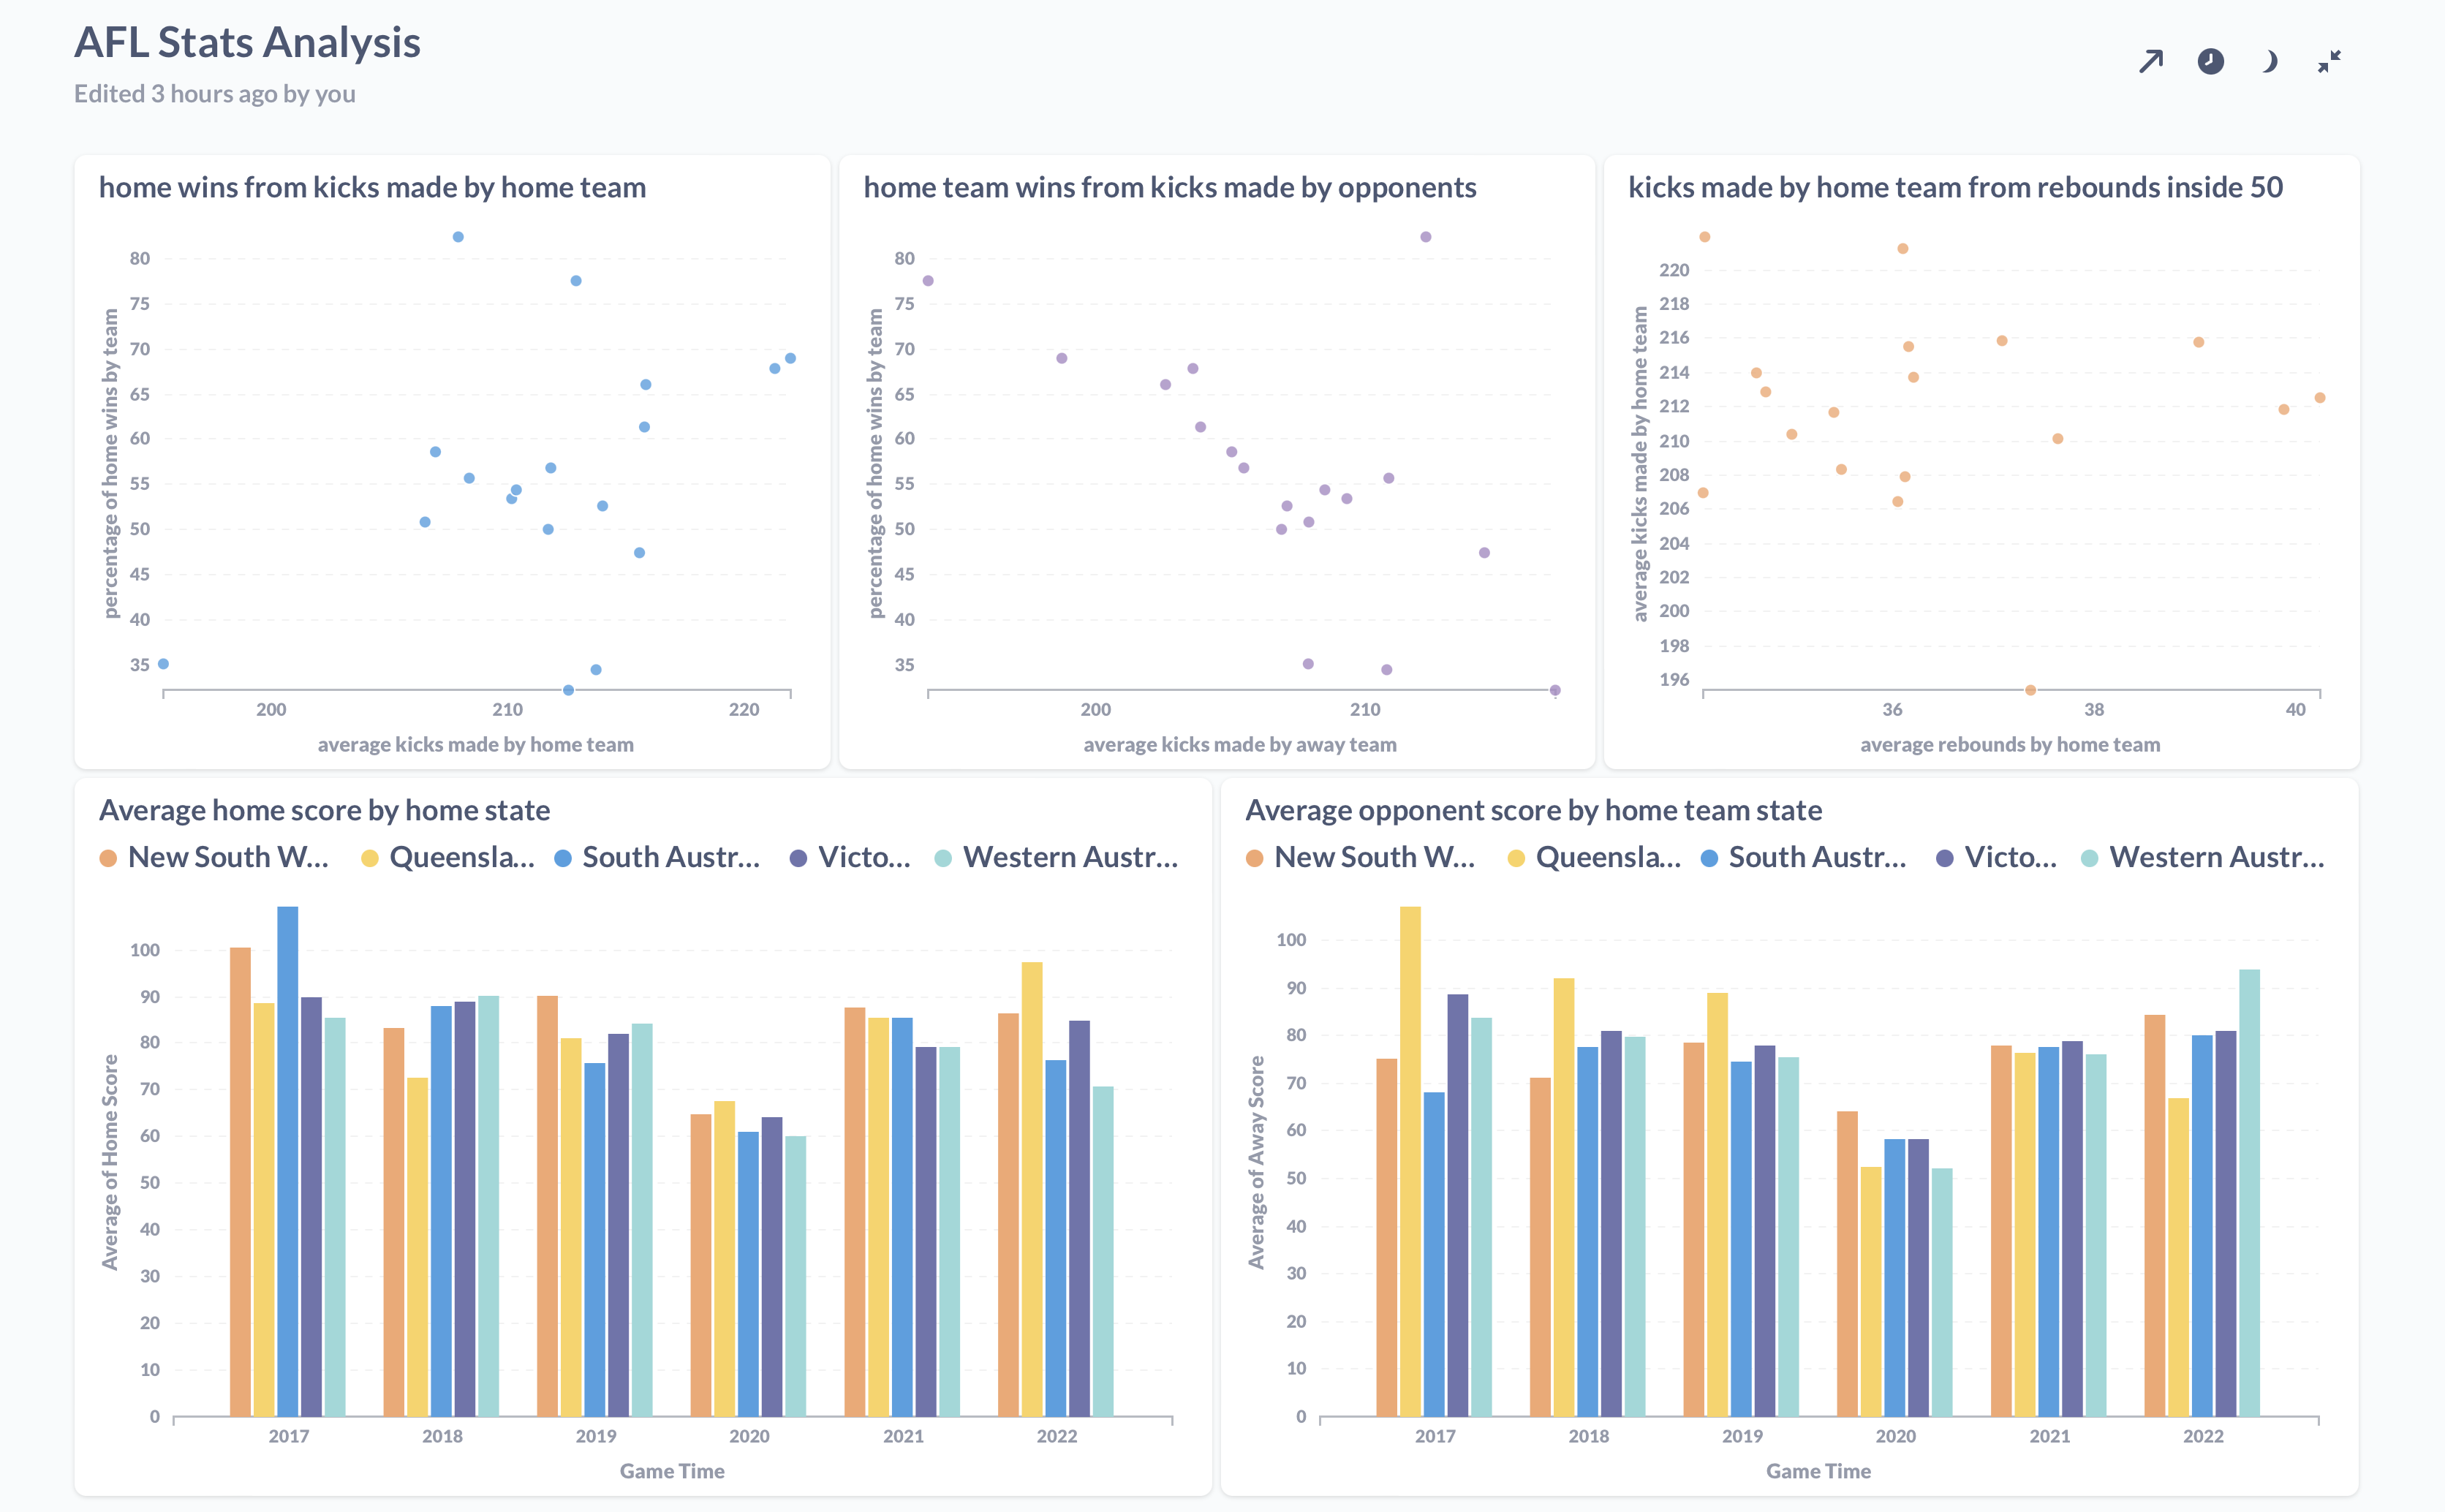 AFL Stats Analysis
Edited 3 hours ago by you
home wins from kicks made by home team
percentage of home wins by team
80
75
70
65
60
55
50
45
40
35
200 210 220
average kicks made by home team
home team wins from kicks made by opponents
percentage of home wins by team
80
75
70
65
60
55
50
45
40
35
200 210
average kicks made by away team
kicks made by home team from rebounds inside 50
average kicks made by home team
220
218
216
214
212
210
208
206
204
202
200
198
196
36 38 40
average rebounds by home team
Average home score by home state
New South W... Queensla... South Austr... Victo... Western Austr...
Average of Home Score
100
90
80
70
60
50
40
30
20
10
0
2017 2018 2019 2020 2021 2022
Game Time
Average opponent score by home team state
New South W... Queensla... South Austr... Victo... Western Austr...
Average of Away Score
100
90
80
70
60
50
40
30
20
10
0
2017 2018 2019 2020 2021 2022
Game Time